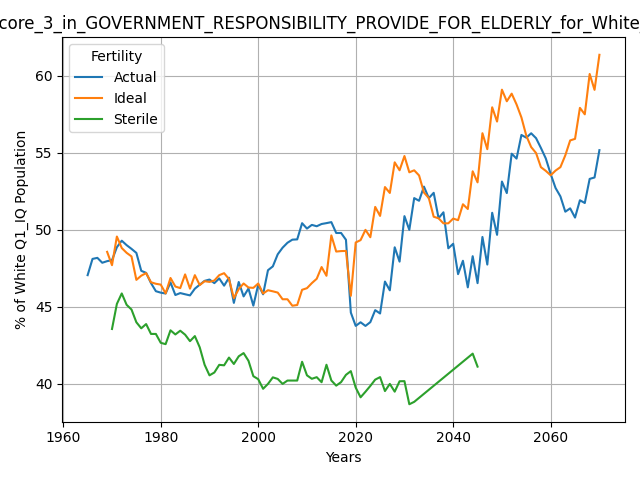 core_3_in_GOVERNMENT_RESPONSIBILITY_PROVIDE_FOR_ELDERLY_for_White_
Fertility
Actual
Ideal
Sterile
% of White Q1_IQ Population
60
55
50
45
40
1960
1980
2000
2020
2040
2060
Years